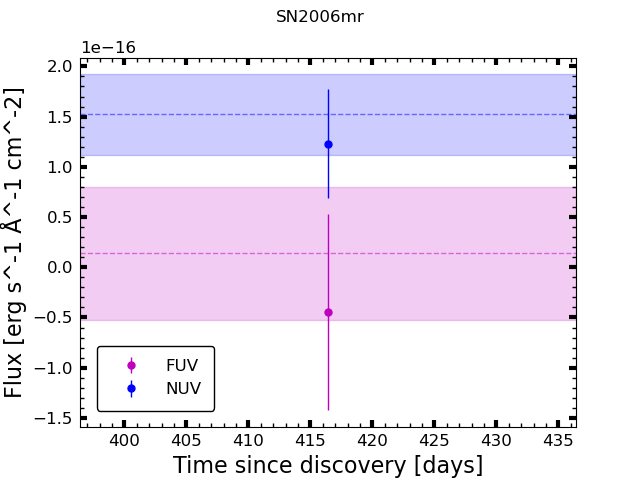 SN2006mr
1e−16
2.0
1.5
1.0
0.5
0.0
−0.5
−1.0
−1.5
Flux [erg s^-1 Å^-1 cm^-2]
FUV
NUV
400 405 410 415 420 425 430 435
Time since discovery [days]